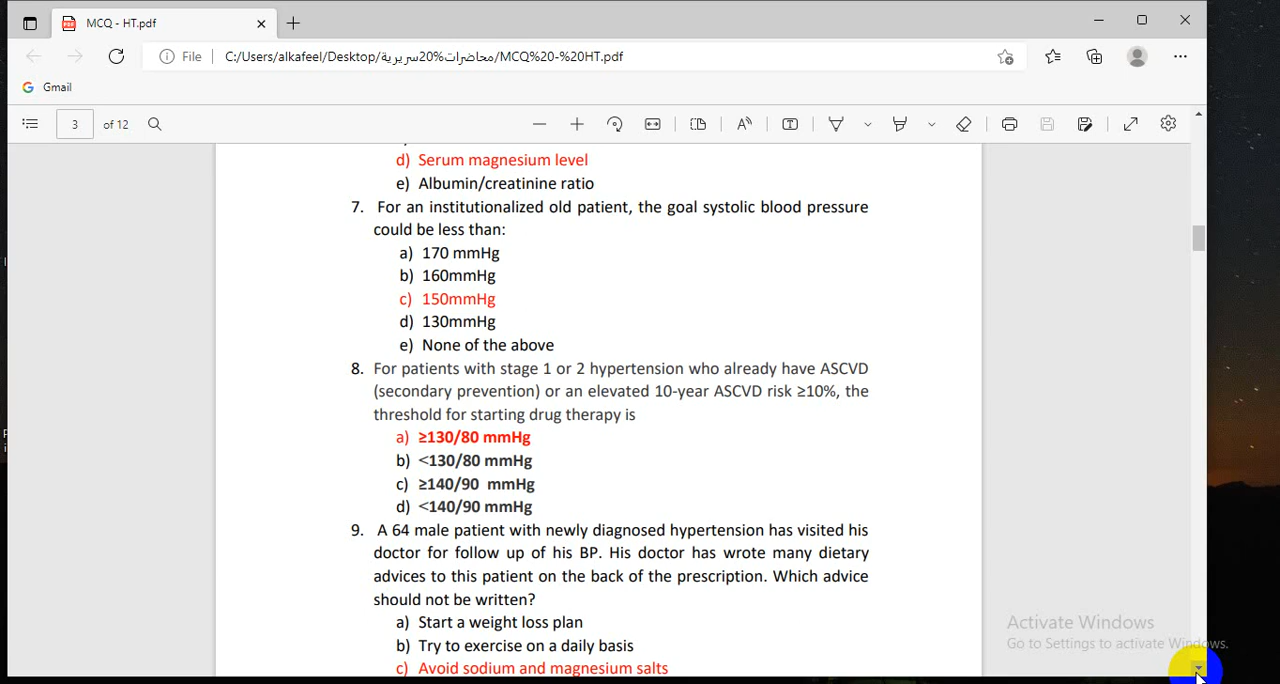 MCQ - HT.pdf
File
C:/Users/alkafeel/Desktop/محاضرات%20سريرية/MCQ%20-%20HT.pdf
Gmail
3 of 12
d) Serum magnesium level
e) Albumin/creatinine ratio
7. For an institutionalized old patient, the goal systolic blood pressure
could be less than:
a) 170 mmHg
b) 160mmHg
c) 150mmHg
d) 130mmHg
e) None of the above
8. For patients with stage 1 or 2 hypertension who already have ASCVD
(secondary prevention) or an elevated 10-year ASCVD risk ≥10%, the
threshold for starting drug therapy is
a) ≥130/80 mmHg
b) <130/80 mmHg
c) ≥140/90 mmHg
d) <140/90 mmHg
9. A 64 male patient with newly diagnosed hypertension has visited his
doctor for follow up of his BP. His doctor has wrote many dietary
advices to this patient on the back of the prescription. Which advice
should not be written?
a) Start a weight loss plan
b) Try to exercise on a daily basis
c) Avoid sodium and magnesium salts
Activate Windows
Go to Settings to activate Windows.